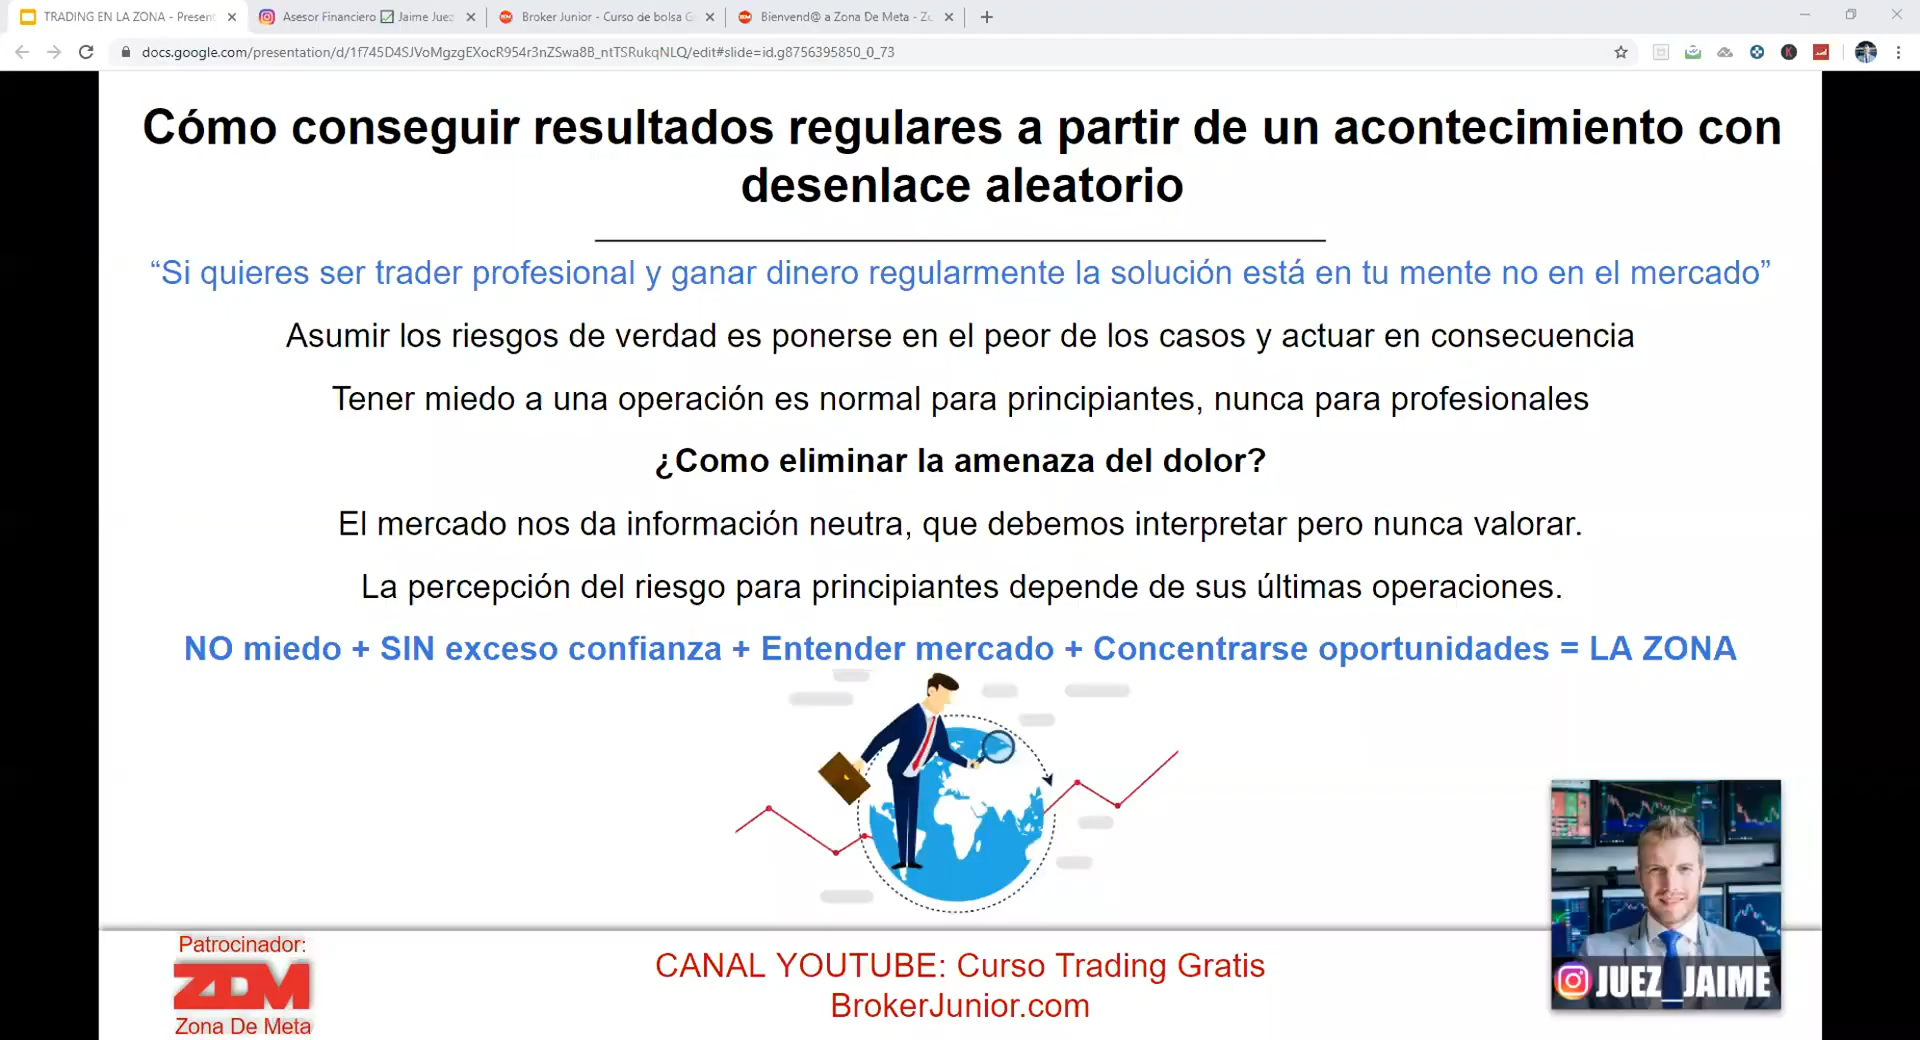 TRADING EN LA ZONA - Present
Asesor Financiero ✅ Jaime Juez
Broker Junior - Curso de bolsa G
Bienvend@ a Zona De Meta - Zo
docs.google.com/presentation/d/1f745D4SJVoMgzgEXocR954r3nZSwa8B_ntTSRukqNLQ/edit#slide=id.g8756395850_0_73
Cómo conseguir resultados regulares a partir de un acontecimiento con
desenlace aleatorio
“Si quieres ser trader profesional y ganar dinero regularmente la solución está en tu mente no en el mercado”
Asumir los riesgos de verdad es ponerse en el peor de los casos y actuar en consecuencia
Tener miedo a una operación es normal para principiantes, nunca para profesionales
¿Como eliminar la amenaza del dolor?
El mercado nos da información neutra, que debemos interpretar pero nunca valorar.
La percepción del riesgo para principiantes depende de sus últimas operaciones.
NO miedo + SIN exceso confianza + Entender mercado + Concentrarse oportunidades = LA ZONA
Patrocinador:
ZDM
Zona De Meta
CANAL YOUTUBE: Curso Trading Gratis
BrokerJunior.com
JUEZ_JAIME